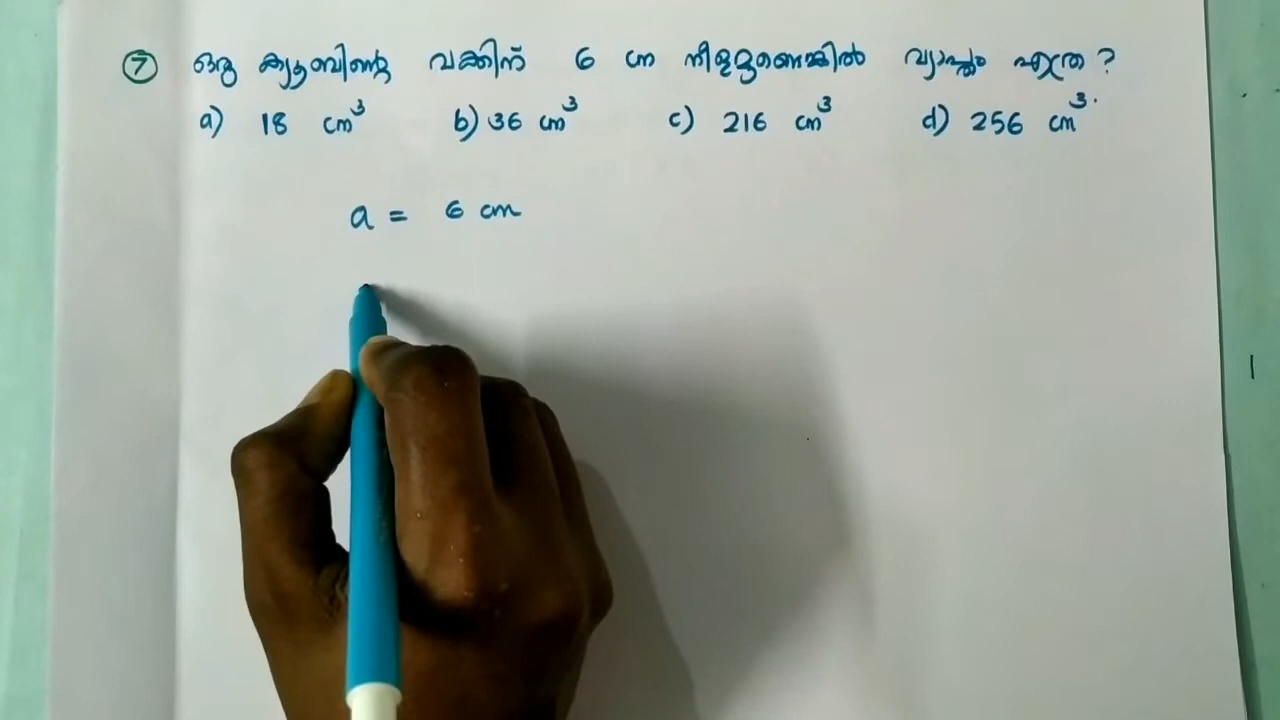 7 ഒരു ക്യൂബിന്റെ വക്കിന് 6 cm നീളമുണ്ടെങ്കിൽ വ്യാപ്തം എത്ര ?
a) 18 cm³ b) 36 cm³ c) 216 cm³ d) 256 cm³.
a = 6 cm